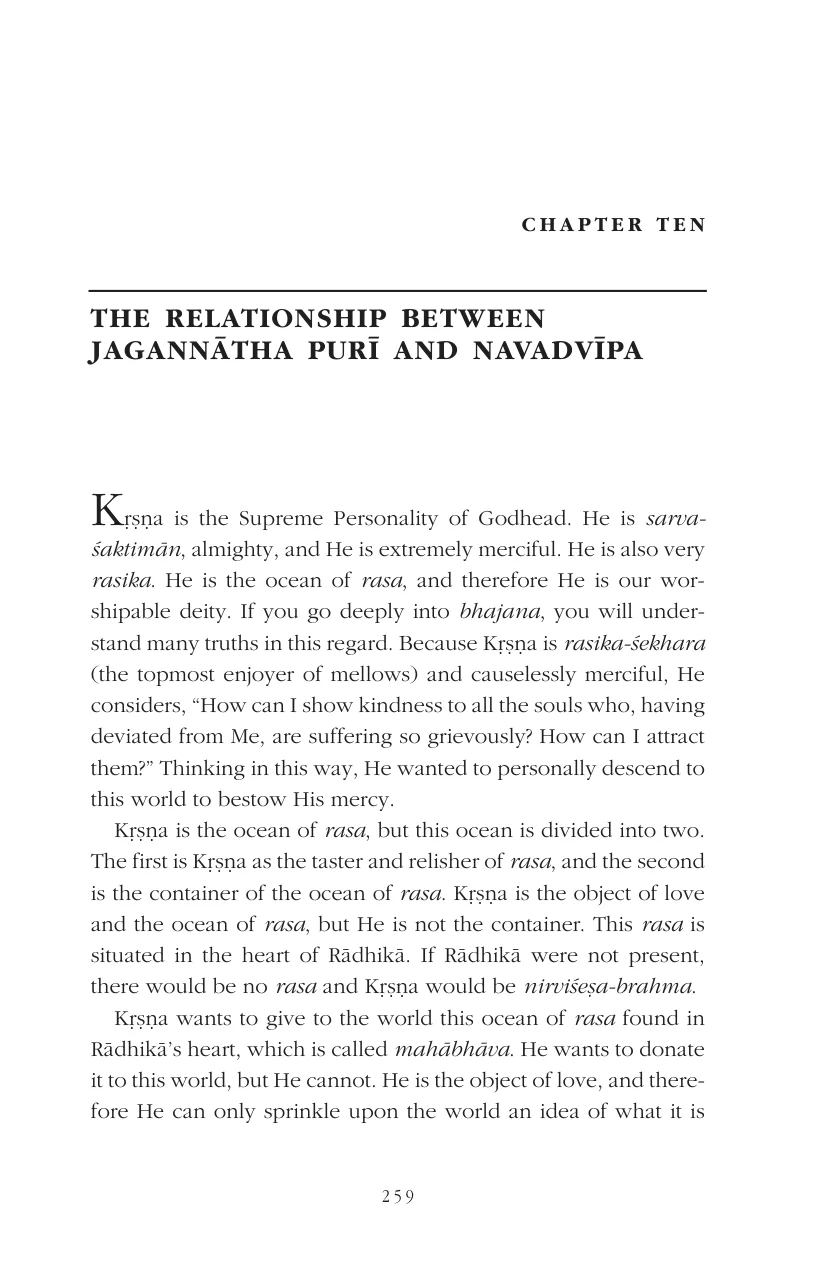 CHAPTER TEN
THE RELATIONSHIP BETWEEN
JAGANNĀTHA PURĪ AND NAVADVĪPA
Kṛṣṇa is the Supreme Personality of Godhead. He is sarva-
śaktimān, almighty, and He is extremely merciful. He is also very
rasika. He is the ocean of rasa, and therefore He is our wor-
shipable deity. If you go deeply into bhajana, you will under-
stand many truths in this regard. Because Kṛṣṇa is rasika-śekhara
(the topmost enjoyer of mellows) and causelessly merciful, He
considers, “How can I show kindness to all the souls who, having
deviated from Me, are suffering so grievously? How can I attract
them?” Thinking in this way, He wanted to personally descend to
this world to bestow His mercy.
Kṛṣṇa is the ocean of rasa, but this ocean is divided into two.
The first is Kṛṣṇa as the taster and relisher of rasa, and the second
is the container of the ocean of rasa. Kṛṣṇa is the object of love
and the ocean of rasa, but He is not the container. This rasa is
situated in the heart of Rādhikā. If Rādhikā were not present,
there would be no rasa and Kṛṣṇa would be nirviśeṣa-brahma.
Kṛṣṇa wants to give to the world this ocean of rasa found in
Rādhikā’s heart, which is called mahābhāva. He wants to donate
it to this world, but He cannot. He is the object of love, and there-
fore He can only sprinkle upon the world an idea of what it is
259